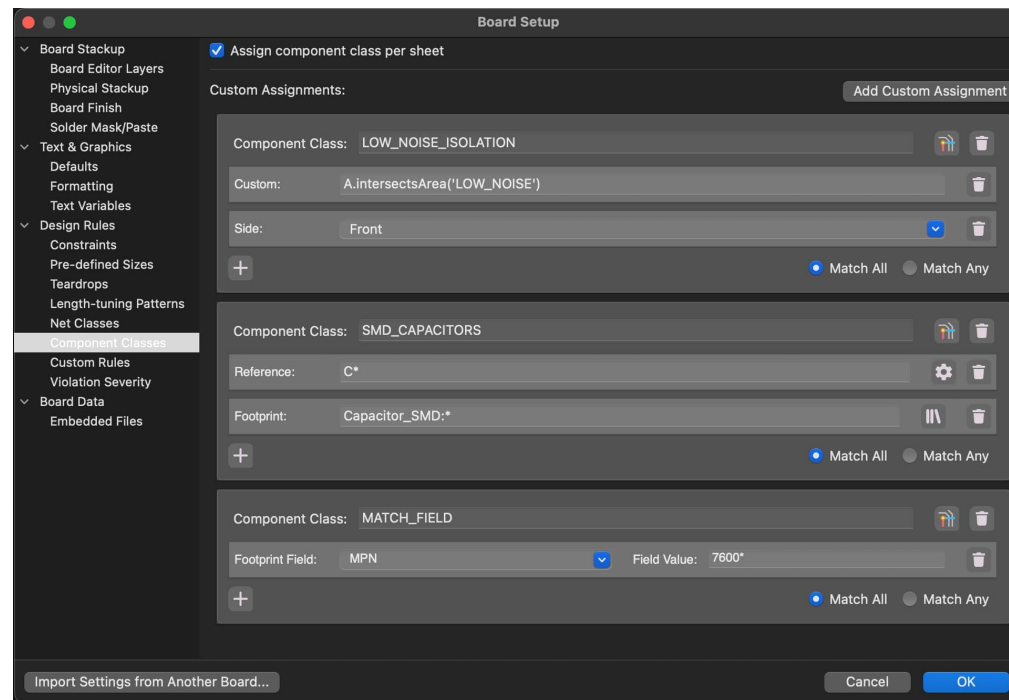 Board Setup
Board Stackup
Board Editor Layers
Physical Stackup
Board Finish
Solder Mask/Paste
Text & Graphics
Defaults
Formatting
Text Variables
Design Rules
Constraints
Pre-defined Sizes
Teardrops
Length-tuning Patterns
Net Classes
Component Classes
Custom Rules
Violation Severity
Board Data
Embedded Files
Assign component class per sheet
Custom Assignments: Add Custom Assignment
Component Class: LOW_NOISE_ISOLATION
Custom: A.intersectsArea('LOW_NOISE')
Side: Front
Match All Match Any
Component Class: SMD_CAPACITORS
Reference: C*
Footprint: Capacitor_SMD:*
Match All Match Any
Component Class: MATCH_FIELD
Footprint Field: MPN Field Value: 7600*
Match All Match Any
Import Settings from Another Board... Cancel OK